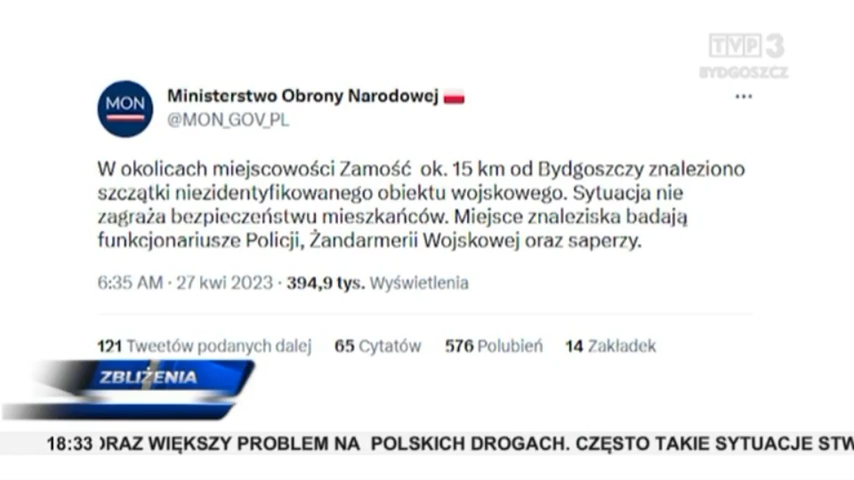 TVP3
BYDGOSZCZ
MON
Ministerstwo Obrony Narodowej
@MON_GOV_PL
W okolicach miejscowości Zamość ok. 15 km od Bydgoszczy znaleziono
szczątki niezidentyfikowanego obiektu wojskowego. Sytuacja nie
zagraża bezpieczeństwu mieszkańców. Miejsce znaleziska badają
funkcjonariusze Policji, Żandarmerii Wojskowej oraz saperzy.
6:35 AM · 27 kwi 2023 · 394,9 tys. Wyświetlenia
121 Tweetów podanych dalej 65 Cytatów 576 Polubień 14 Zakładek
ZBLIŻENIA
18:33 ORAZ WIĘKSZY PROBLEM NA POLSKICH DROGACH. CZĘSTO TAKIE SYTUACJE STW